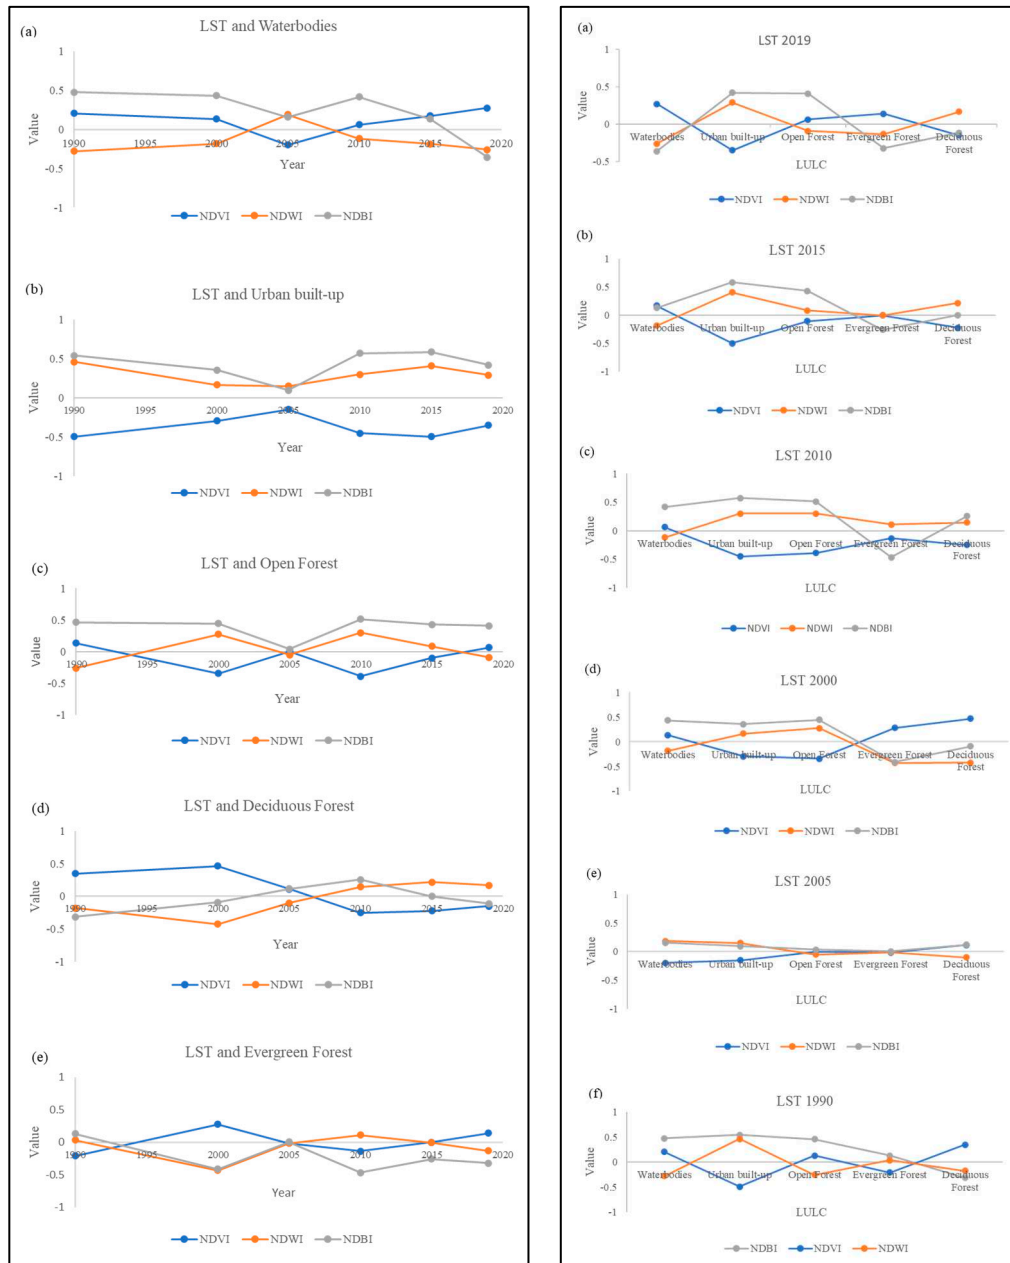 (a)
LST and Waterbodies
1
0.5
0
-0.5
-1
Value
1990 1995 2000 2005 2010 2015 2020
Year
NDVI NDWI NDBI
(b)
LST and Urban built-up
1
0.5
0
-0.5
-1
Value
1990 1995 2000 2005 2010 2015 2020
Year
NDVI NDWI NDBI
(c)
LST and Open Forest
1
0.5
0
-0.5
-1
Value
1990 1995 2000 2005 2010 2015 2020
Year
NDVI NDWI NDBI
(d)
LST and Deciduous Forest
1
0.5
0
-0.5
-1
Value
1990 1995 2000 2005 2010 2015 2020
Year
NDVI NDWI NDBI
(e)
LST and Evergreen Forest
1
0.5
0
-0.5
-1
Value
1990 1995 2000 2005 2010 2015 2020
Year
NDVI NDWI NDBI
(a)
LST 2019
1
0.5
0
-0.5
Value
Waterbodies Urban built-up Open Forest Evergreen Forest Deciduous
Forest
LULC
NDVI NDWI NDBI
(b)
LST 2015
1
0.5
0
-0.5
-1
Value
Waterbodies Urban built-up Open Forest Evergreen Forest Deciduous
Forest
LULC
NDVI NDWI NDBI
(c)
LST 2010
1
0.5
0
-0.5
-1
Value
Waterbodies Urban built-up Open Forest Evergreen Forest Deciduous
Forest
LULC
NDVI NDWI NDBI
(d)
LST 2000
1
0.5
0
-0.5
-1
Value
Waterbodies Urban built-up Open Forest Evergreen Forest Deciduous
Forest
LULC
NDVI NDWI NDBI
(e)
LST 2005
1
0.5
0
-0.5
-1
Value
Waterbodies Urban built-up Open Forest Evergreen Forest Deciduous
Forest
LULC
NDVI NDWI NDBI
(f)
LST 1990
1
0.5
0
-0.5
-1
Value
Waterbodies Urban built-up Open Forest Evergreen Forest Deciduous
Forest
LULC
NDBI NDVI NDWI